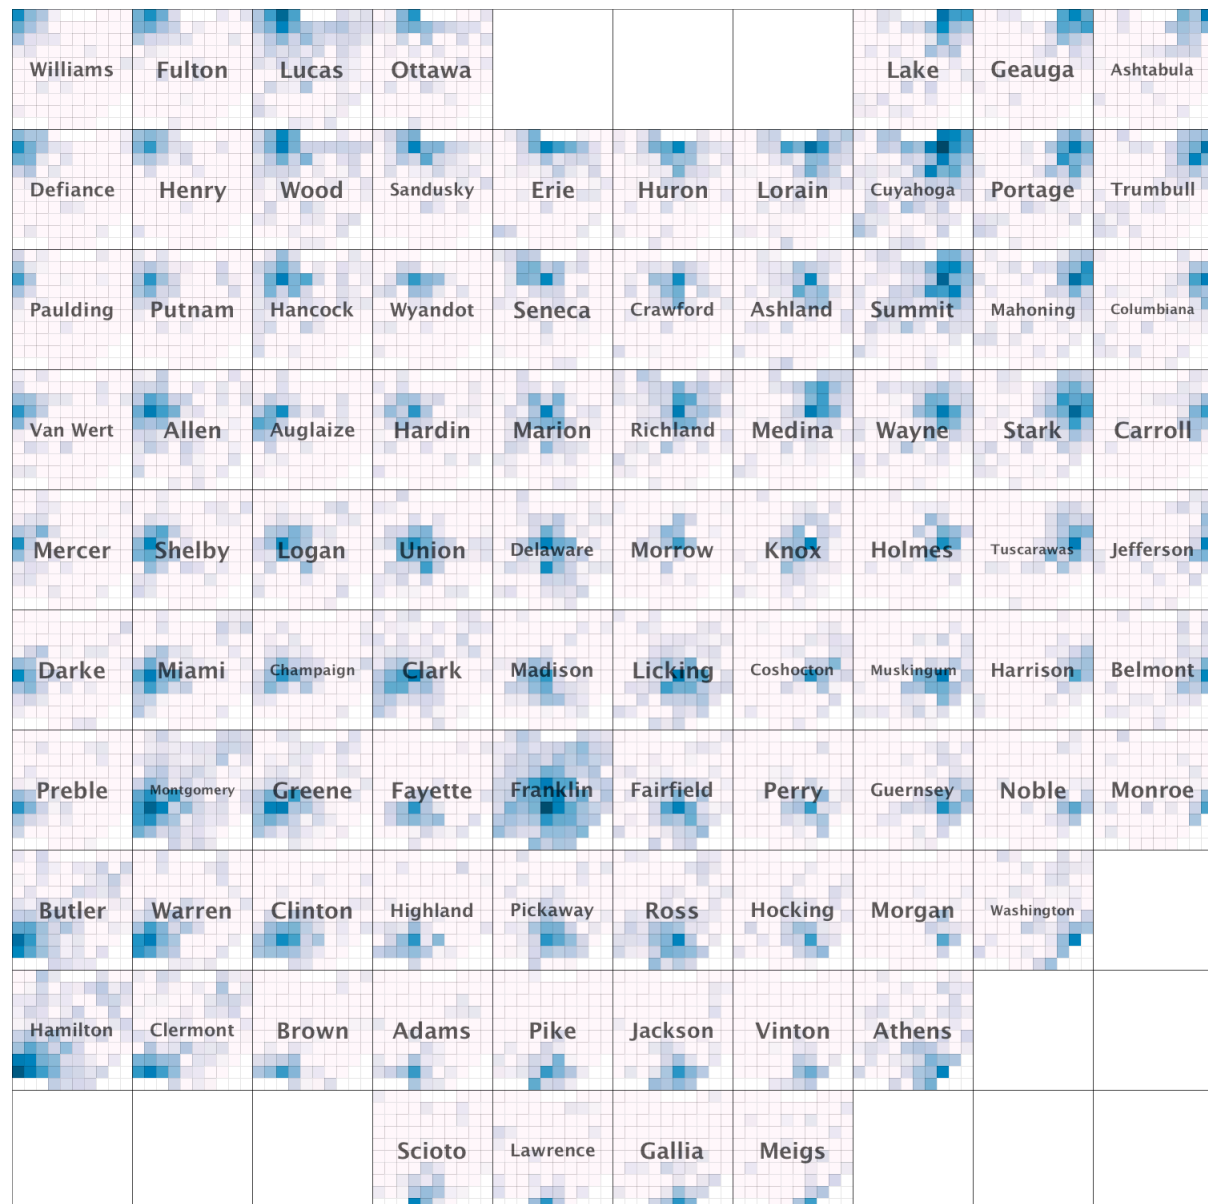 Williams Fulton Lucas Ottawa Lake Geauga Ashtabula
Defiance Henry Wood Sandusky Erie Huron Lorain Cuyahoga Portage Trumbull
Paulding Putnam Hancock Wyandot Seneca Crawford Ashland Summit Mahoning Columbiana
Van Wert Allen Auglaize Hardin Marion Richland Medina Wayne Stark Carroll
Mercer Shelby Logan Union Delaware Morrow Knox Holmes Tuscarawas Jefferson
Darke Miami Champaign Clark Madison Licking Coshocton Muskingum Harrison Belmont
Preble Montgomery Greene Fayette Franklin Fairfield Perry Guernsey Noble Monroe
Butler Warren Clinton Highland Pickaway Ross Hocking Morgan Washington
Hamilton Clermont Brown Adams Pike Jackson Vinton Athens
Scioto Lawrence Gallia Meigs